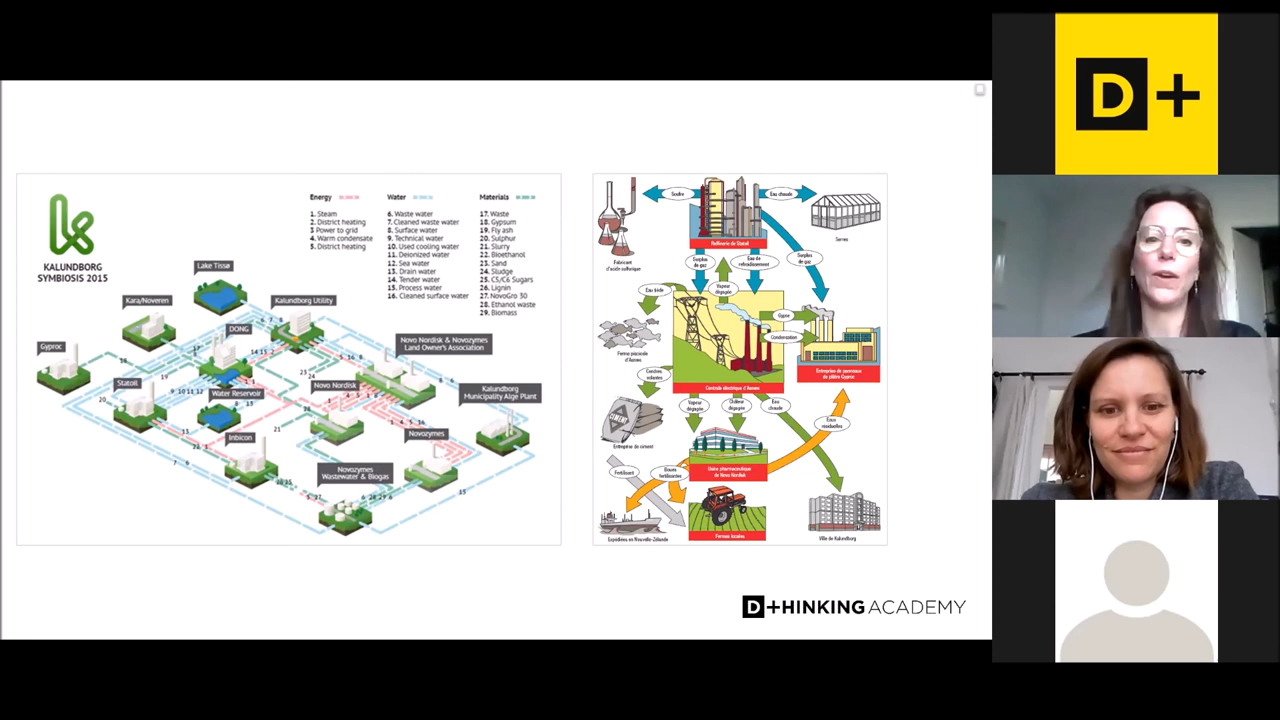 KALUNDBORG
SYMBIOSIS 2015
Energy
1. Steam
2. District heating
3 Power to grid
4. Warm condensate
5. District heating
Water
6. Waste water
7. Cleaned waste water
8. Surface water
9. Technical water
10. Used cooling water
11. Deionized water
12. Sea water
13. Drain water
14. Tender water
15. Process water
16. Cleaned surface water
Materials
17. Waste
18. Gypsum
19. Fly ash
20. Sulphur
21. Slurry
22. Bioethanol
23. Sand
24. Sludge
25. C5/C6 Sugars
26. Lignin
27. NovoGro 30
28. Ethanol waste
29. Biomass
Lake Tissø
Kara/Noveren
Kalundborg Utility
DONG
Gyproc
Novo Nordisk & Novozymes
Land Owner's Association
Statoil
Novo Nordisk
Water Reservoir
Kalundborg
Municipality Alge Plant
Inbicon
Novozymes
Novozymes
Wastewater & Biogas
Soufre
Eau chaude
Raffinerie de Statoil
Serres
Fabricant
d'acide sulfurique
Surplus
de gaz
Eau de
refroidissement
Surplus
de gaz
Vapeur
dégagée
Eau tiède
Gypse
Condensation
Ferme piscicole
d'Asnæs
Entreprise de panneaux
de plâtre Gyproc
Cendres
volantes
Centrale électrique d'Asnæs
Vapeur
dégagée
Chaleur
dégagée
Eau
chaude
CEMENT
Eaux
résiduelles
Entreprise de ciment
Fertilisant
Boues
fertilisantes
Usine pharmaceutique
de Novo Nordisk
Expédiées en Nouvelle-Zélande
Fermes locales
Ville de Kalundborg
D+HINKING ACADEMY
D+